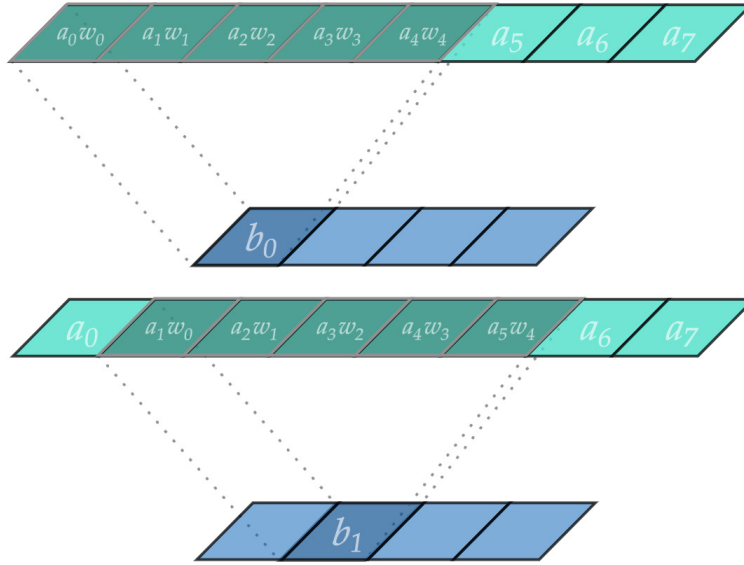 a₀w₀ a₁w₁ a₂w₂ a₃w₃ a₄w₄ a₅ a₆ a₇
b₀
a₀ a₁w₀ a₂w₁ a₃w₂ a₄w₃ a₅w₄ a₆ a₇
b₁